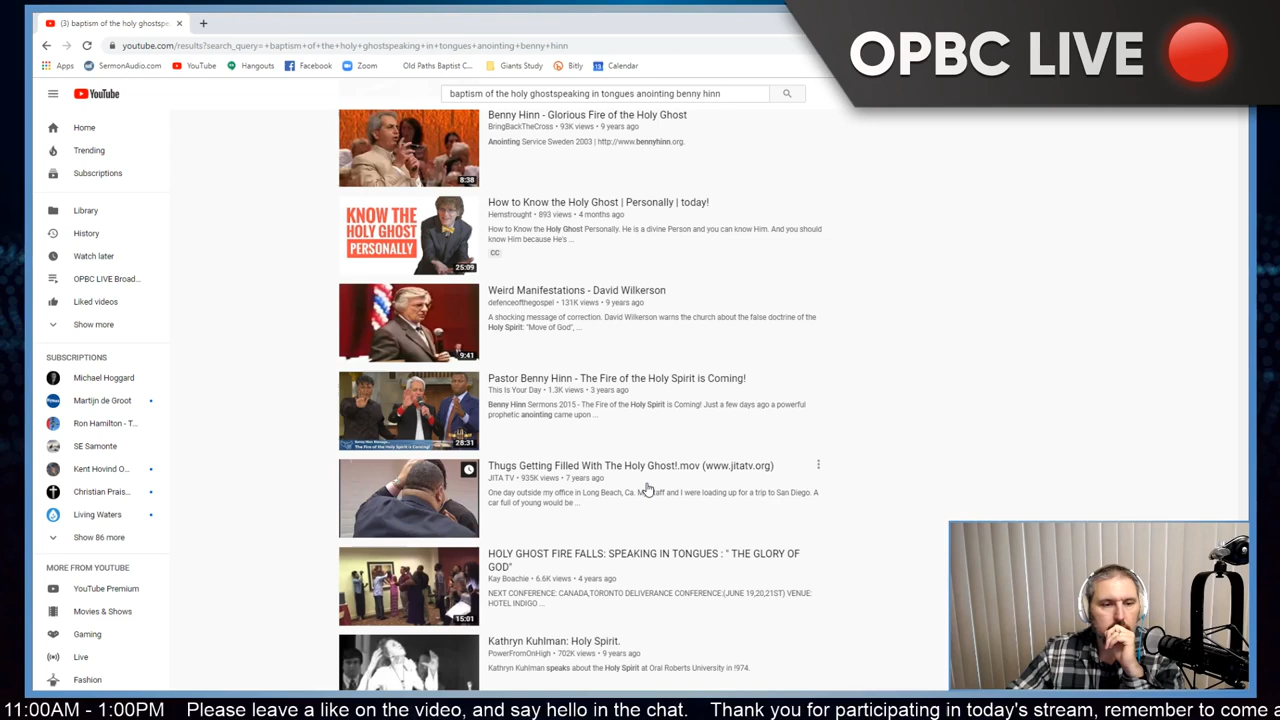 (3) baptism of the holy ghostspe
OPBC LIVE
youtube.com/results?search_query=+baptism+of+the+holy+ghostspeaking+in+tongues+anointing+benny+hinn
Apps SermonAudio.com YouTube Hangouts Facebook Zoom Old Paths Baptist C... Giants Study Bitly Calendar
YouTube
baptism of the holy ghostspeaking in tongues anointing benny hinn
Home
Trending
Subscriptions
Library
History
Watch later
OPBC LIVE Broad...
Liked videos
Show more
SUBSCRIPTIONS
Michael Hoggard
Martijn de Groot
Ron Hamilton - T...
SE Samonte
Kent Hovind O...
Christian Prais...
Living Waters
Show 86 more
MORE FROM YOUTUBE
YouTube Premium
Movies & Shows
Gaming
Live
Fashion
8:38
Benny Hinn - Glorious Fire of the Holy Ghost
BringBackTheCross • 93K views • 9 years ago
Anointing Service Sweden 2003 | http://www.bennyhinn.org.
KNOW THE
HOLY GHOST
PERSONALLY
25:09
How to Know the Holy Ghost | Personally | today!
Hemstrought • 893 views • 4 months ago
How to Know the Holy Ghost Personally. He is a divine Person and you can know Him. And you should
know Him because He's ...
CC
9:41
Weird Manifestations - David Wilkerson
defenceofthegospel • 131K views • 9 years ago
A shocking message of correction. David Wilkerson warns the church about the false doctrine of the
Holy Spirit: "Move of God", ...
The Fire of the Holy Spirit is Coming!
28:31
Pastor Benny Hinn - The Fire of the Holy Spirit is Coming!
This Is Your Day • 1.3K views • 3 years ago
Benny Hinn Sermons 2015 - The Fire of the Holy Spirit is Coming! Just a few days ago a powerful
prophetic anointing came upon ...
Thugs Getting Filled With The Holy Ghost!.mov (www.jitatv.org)
JITA TV • 935K views • 7 years ago
One day outside my office in Long Beach, Ca. My staff and I were loading up for a trip to San Diego. A
car full of young would be ...
15:01
HOLY GHOST FIRE FALLS: SPEAKING IN TONGUES : " THE GLORY OF
GOD"
Kay Boachie • 6.6K views • 4 years ago
NEXT CONFERENCE: CANADA,TORONTO DELIVERANCE CONFERENCE:(JUNE 19,20,21ST) VENUE:
HOTEL INDIGO ...
Kathryn Kuhlman: Holy Spirit.
PowerFromOnHigh • 702K views • 9 years ago
Kathryn Kuhlman speaks about the Holy Spirit at Oral Roberts University in !974.
11:00AM - 1:00PM Please leave a like on the video, and say hello in the chat. Thank you for participating in today's stream, remember to come